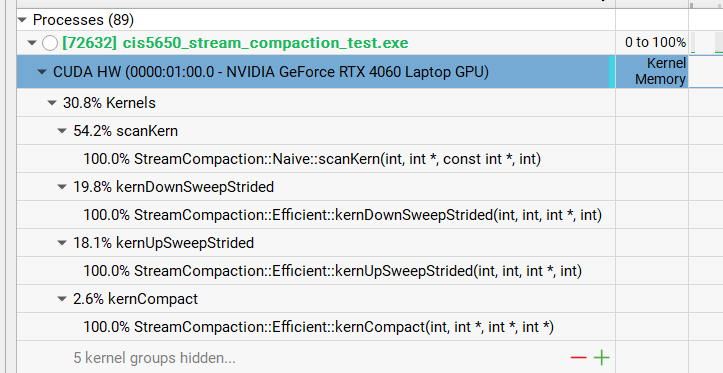 Processes (89)
[72632] cis5650_stream_compaction_test.exe
0 to 100%
CUDA HW (0000:01:00.0 - NVIDIA GeForce RTX 4060 Laptop GPU)
Kernel
Memory
30.8% Kernels
54.2% scanKern
100.0% StreamCompaction::Naive::scanKern(int, int *, const int *, int)
19.8% kernDownSweepStrided
100.0% StreamCompaction::Efficient::kernDownSweepStrided(int, int, int *, int)
18.1% kernUpSweepStrided
100.0% StreamCompaction::Efficient::kernUpSweepStrided(int, int, int *, int)
2.6% kernCompact
100.0% StreamCompaction::Efficient::kernCompact(int, int *, int *, int *)
5 kernel groups hidden...